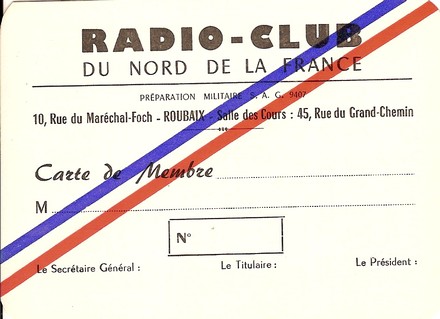 RADIO-CLUB
DU NORD DE LA FRANCE
PRÉPARATION MILITAIRE S. A. G. 9407
10, Rue du Maréchal-Foch - ROUBAIX - Salle des Cours : 45, Rue du Grand-Chemin
Carte de Membre
M
N°
Le Secrétaire Général : Le Titulaire : Le Président :